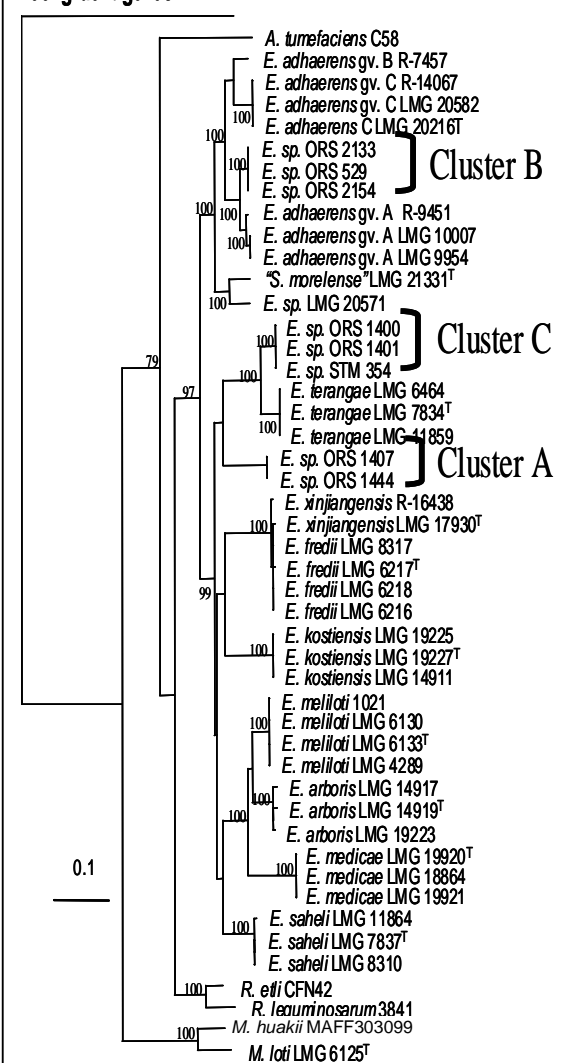 A. tumefaciens C58
E. adhaerens gv. B R-7457
E. adhaerens gv. C R-14067
E. adhaerens gv. C LMG 20582
100
E. adhaerens C LMG 20216T
100
E. sp. ORS 2133
100
E. sp. ORS 529
Cluster B
E. sp. ORS 2154
100
100
E. adhaerens gv. A R-9451
E. adhaerens gv. A LMG 10007
100
E. adhaerens gv. A LMG 9954
"S. morelense" LMG 21331T
100
E. sp. LMG 20571
E. sp. ORS 1400
100
E. sp. ORS 1401
Cluster C
79
E. sp. STM 354
100
97
E. terangae LMG 6464
E. terangae LMG 7834T
100
E. terangae LMG 11859
E. sp. ORS 1407
Cluster A
E. sp. ORS 1444
E. xinjiangensis R-16438
100
E. xinjiangensis LMG 17930T
E. fredii LMG 8317
E. fredii LMG 6217T
99
E. fredii LMG 6218
E. fredii LMG 6216
E. kostiensis LMG 19225
100
E. kostiensis LMG 19227T
E. kostiensis LMG 14911
E. meliloti 1021
100
E. meliloti LMG 6130
E. meliloti LMG 6133T
E. meliloti LMG 4289
E. arboris LMG 14917
100
E. arboris LMG 14919T
100
E. arboris LMG 19223
E. medicae LMG 19920T
0.1
100
E. medicae LMG 18864
E. medicae LMG 19921
E. saheli LMG 11864
100
E. saheli LMG 7837T
E. saheli LMG 8310
100
R. etli CFN42
R. leguminosarum 3841
M. huakii MAFF303099
100
M. loti LMG 6125T